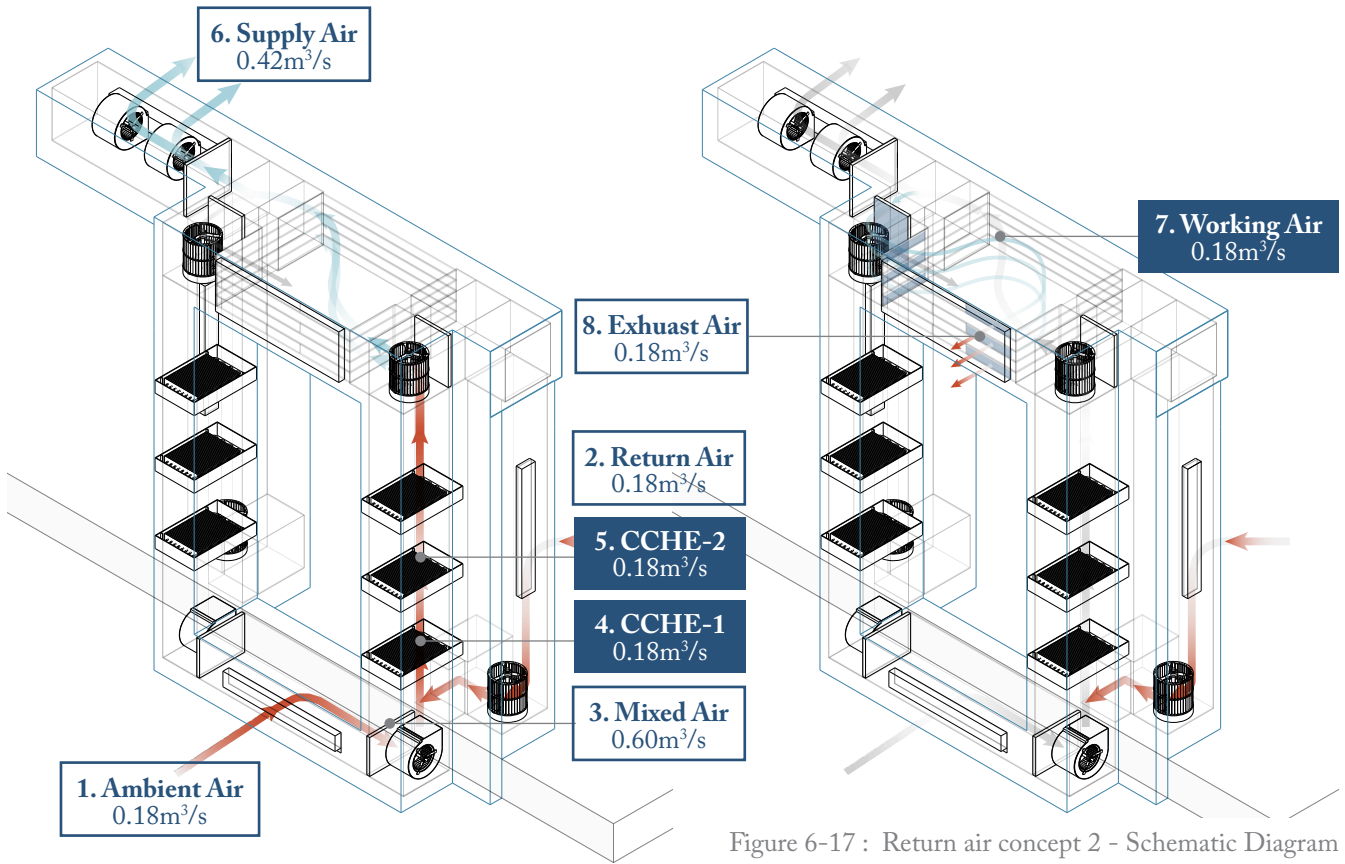 6. Supply Air
0.42m³/s
7. Working Air
0.18m³/s
8. Exhuast Air
0.18m³/s
2. Return Air
0.18m³/s
5. CCHE-2
0.18m³/s
4. CCHE-1
0.18m³/s
3. Mixed Air
0.60m³/s
1. Ambient Air
0.18m³/s
Figure 6-17 : Return air concept 2 - Schematic Diagram